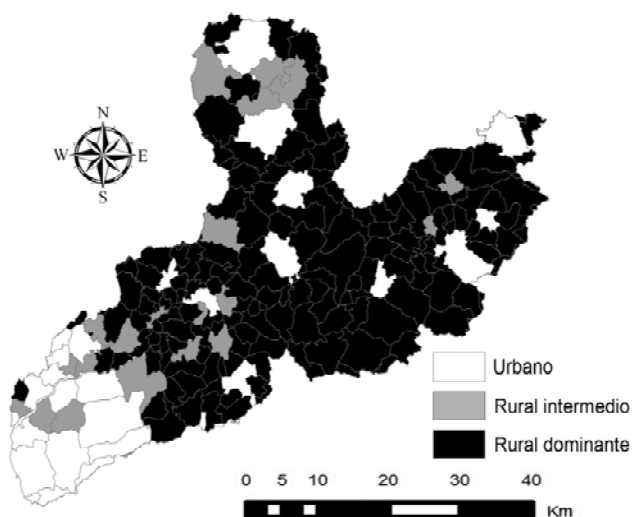 N
W E
S
Urbano
Rural intermedio
Rural dominante
0 5 10 20 30 40
Km